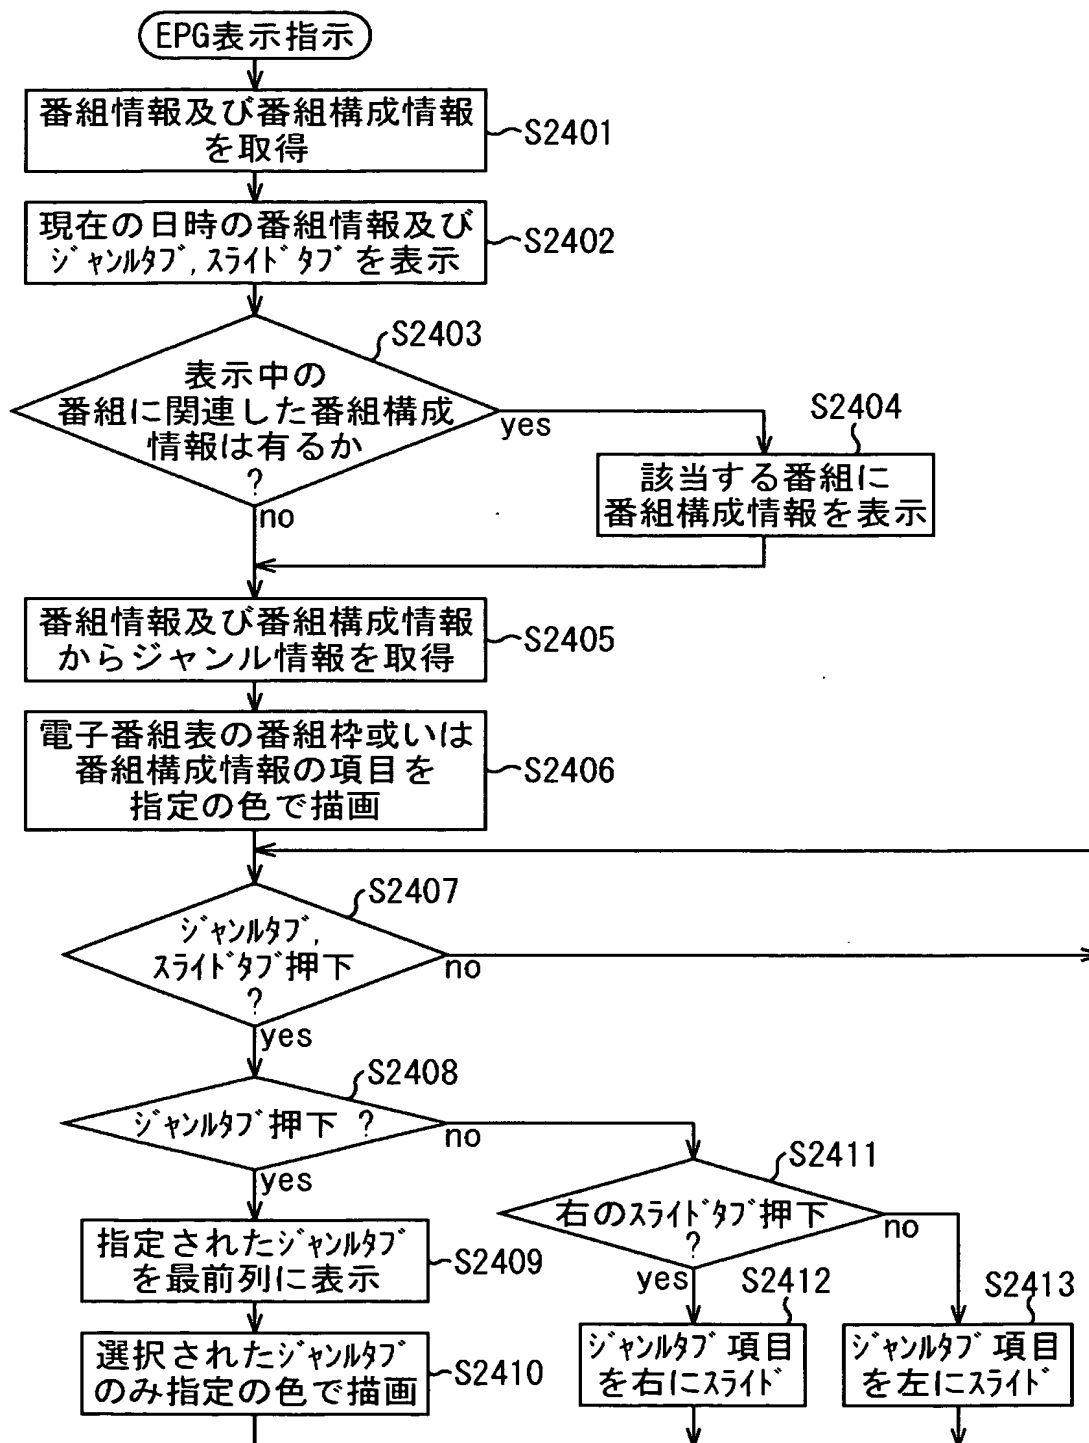 EPG表示指示
番組情報及び番組構成情報
を取得
S2401
現在の日時の番組情報及び
ｼﾞｬﾝﾙﾀﾌﾞ,ｽﾗｲﾄﾞﾀﾌﾞを表示
S2402
S2403
表示中の
番組に関連した番組構成
情報は有るか
?
yes
no
S2404
該当する番組に
番組構成情報を表示
番組情報及び番組構成情報
からジャンル情報を取得
S2405
電子番組表の番組枠或いは
番組構成情報の項目を
指定の色で描画
S2406
S2407
ｼﾞｬﾝﾙﾀﾌﾞ,
ｽﾗｲﾄﾞﾀﾌﾞ押下
?
no
yes
S2408
ｼﾞｬﾝﾙﾀﾌﾞ押下 ?
no
yes
S2411
右のｽﾗｲﾄﾞﾀﾌﾞ押下
?
no
yes
指定されたｼﾞｬﾝﾙﾀﾌﾞ
を最前列に表示
S2409
S2412
ｼﾞｬﾝﾙﾀﾌﾞ項目
を右にｽﾗｲﾄﾞ
S2413
ｼﾞｬﾝﾙﾀﾌﾞ項目
を左にｽﾗｲﾄﾞ
選択されたｼﾞｬﾝﾙﾀﾌﾞ
のみ指定の色で描画
S2410